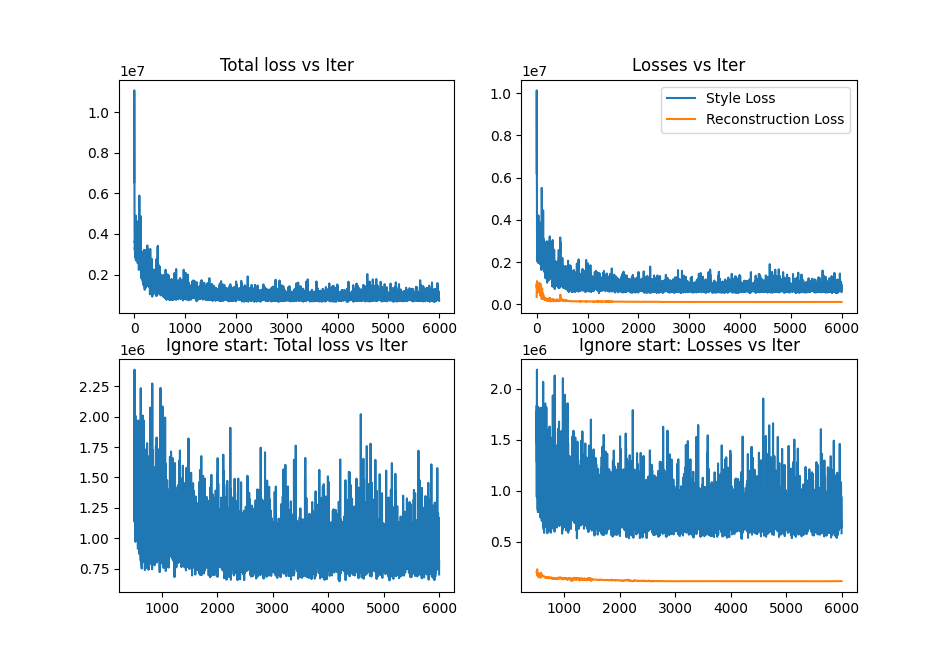 Total loss vs Iter
1e7
1.0
0.8
0.6
0.4
0.2
0 1000 2000 3000 4000 5000 6000
Losses vs Iter
1e7
Style Loss
Reconstruction Loss
1.0
0.8
0.6
0.4
0.2
0.0
0 1000 2000 3000 4000 5000 6000
Ignore start: Total loss vs Iter
1e6
2.25
2.00
1.75
1.50
1.25
1.00
0.75
1000 2000 3000 4000 5000 6000
Ignore start: Losses vs Iter
1e6
2.0
1.5
1.0
0.5
1000 2000 3000 4000 5000 6000